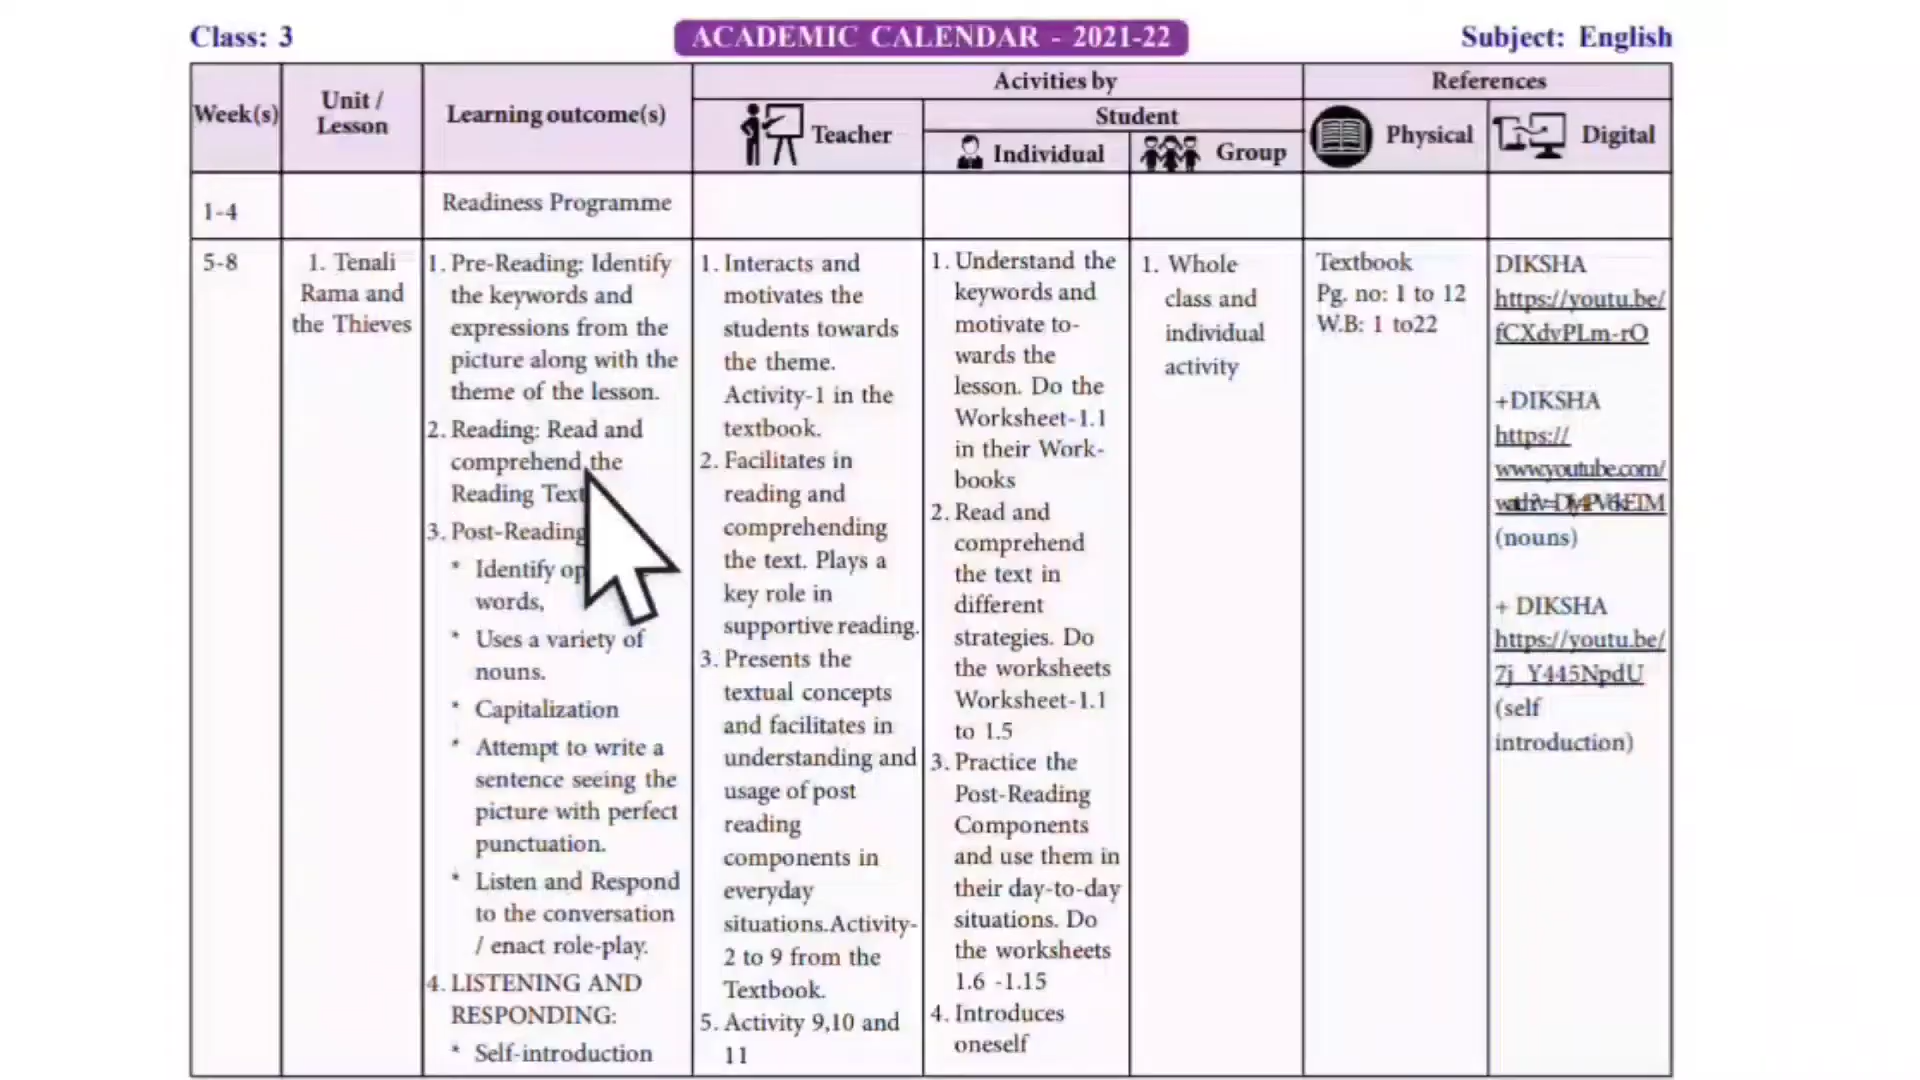 Class: 3
ACADEMIC CALENDAR - 2021-22
Subject: English
Week(s)
Unit /
Lesson
Learning outcome(s)
Acivities by
References
Teacher
Student
Individual
Group
Physical
Digital
1-4
Readiness Programme
5-8
1. Tenali
Rama and
the Thieves
1. Pre-Reading: Identify
the keywords and
expressions from the
picture along with the
theme of the lesson.
2. Reading: Read and
comprehend the
Reading Text
3. Post-Reading
* Identify
words,
* Uses a variety of
nouns.
* Capitalization
* Attempt to write a
sentence seeing the
picture with perfect
punctuation.
* Listen and Respond
to the conversation
/ enact role-play.
4. LISTENING AND
RESPONDING:
* Self-introduction
1. Interacts and
motivates the
students towards
the theme.
Activity-1 in the
textbook.
2. Facilitates in
reading and
comprehending
the text. Plays a
key role in
supportive reading.
3. Presents the
textual concepts
and facilitates in
understanding and
usage of post
reading
components in
everyday
situations.Activity-
2 to 9 from the
Textbook.
5. Activity 9,10 and
11
1. Understand the
keywords and
motivate to-
wards the
lesson. Do the
Worksheet-1.1
in their Work-
books
2. Read and
comprehend
the text in
different
strategies. Do
the worksheets
Worksheet-1.1
to 1.5
3. Practice the
Post-Reading
Components
and use them in
their day-to-day
situations. Do
the worksheets
1.6 -1.15
4. Introduces
oneself
1. Whole
class and
individual
activity
Textbook
Pg. no: 1 to 12
W.B: 1 to22
DIKSHA
https://youtu.be/
fCXdvPLm-rO
+DIKSHA
https://
www.youtube.com/
(nouns)
+ DIKSHA
https://youtu.be/
7j_Y445NpdU
(self
introduction)